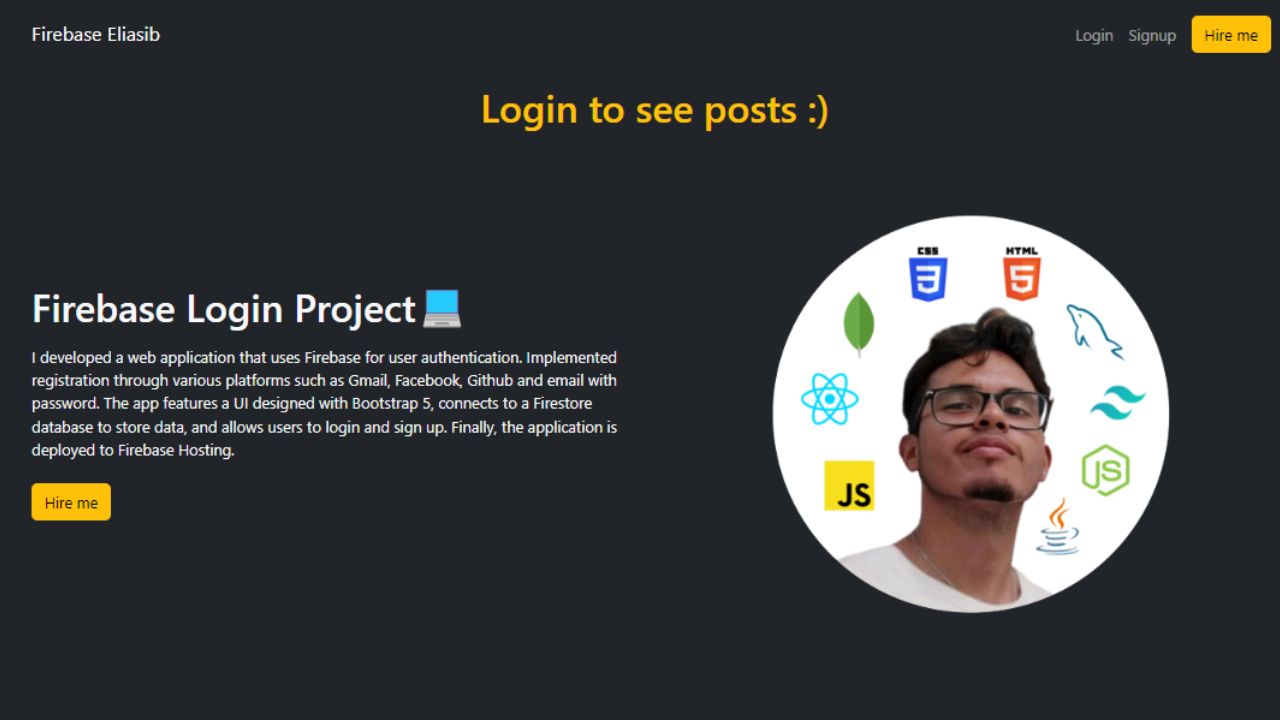 Firebase Eliasib
Login Signup Hire me
Login to see posts :)
CSS
3
HTML
5
Firebase Login Project
I developed a web application that uses Firebase for user authentication. Implemented
registration through various platforms such as Gmail, Facebook, Github and email with
password. The app features a UI designed with Bootstrap 5, connects to a Firestore
database to store data, and allows users to login and sign up. Finally, the application is
deployed to Firebase Hosting.
Hire me
JS
JS